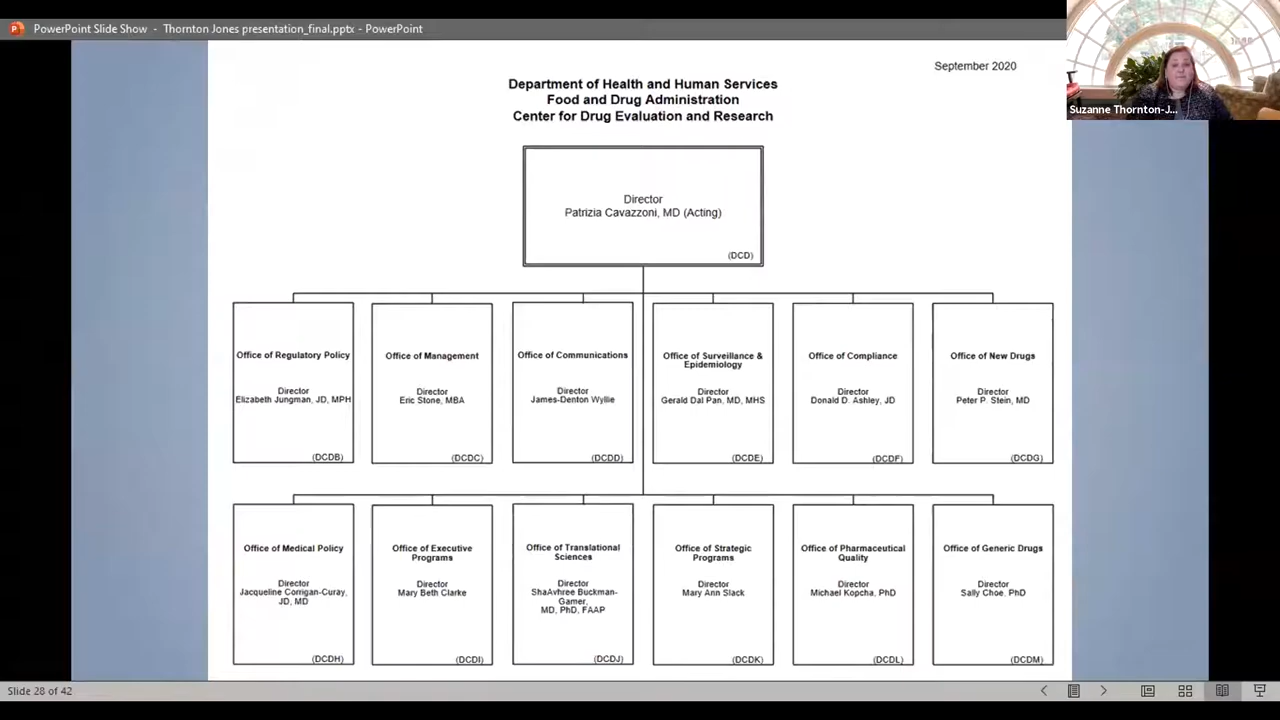 PowerPoint Slide Show - Thornton Jones presentation_final.pptx - PowerPoint
Suzanne Thornton-J...
September 2020
Department of Health and Human Services
Food and Drug Administration
Center for Drug Evaluation and Research
Director
Patrizia Cavazzoni, MD (Acting)
(DCD)
Office of Regulatory Policy
Director
Elizabeth Jungman, JD, MPH
(DCDB)
Office of Management
Director
Eric Stone, MBA
(DCDC)
Office of Communications
Director
James-Denton Wyllie
(DCDD)
Office of Surveillance &
Epidemiology
Director
Gerald Dal Pan, MD, MHS
(DCDE)
Office of Compliance
Director
Donald D. Ashley, JD
(DCDF)
Office of New Drugs
Director
Peter P. Stein, MD
(DCDG)
Office of Medical Policy
Director
Jacqueline Corrigan-Curay,
JD, MD
(DCDH)
Office of Executive
Programs
Director
Mary Beth Clarke
(DCDI)
Office of Translational
Sciences
Director
ShaAvhree Buckman-
Garner,
MD, PhD, FAAP
(DCDJ)
Office of Strategic
Programs
Director
Mary Ann Slack
(DCDK)
Office of Pharmaceutical
Quality
Director
Michael Kopcha, PhD
(DCDL)
Office of Generic Drugs
Director
Sally Choe, PhD
(DCDM)
Slide 28 of 42